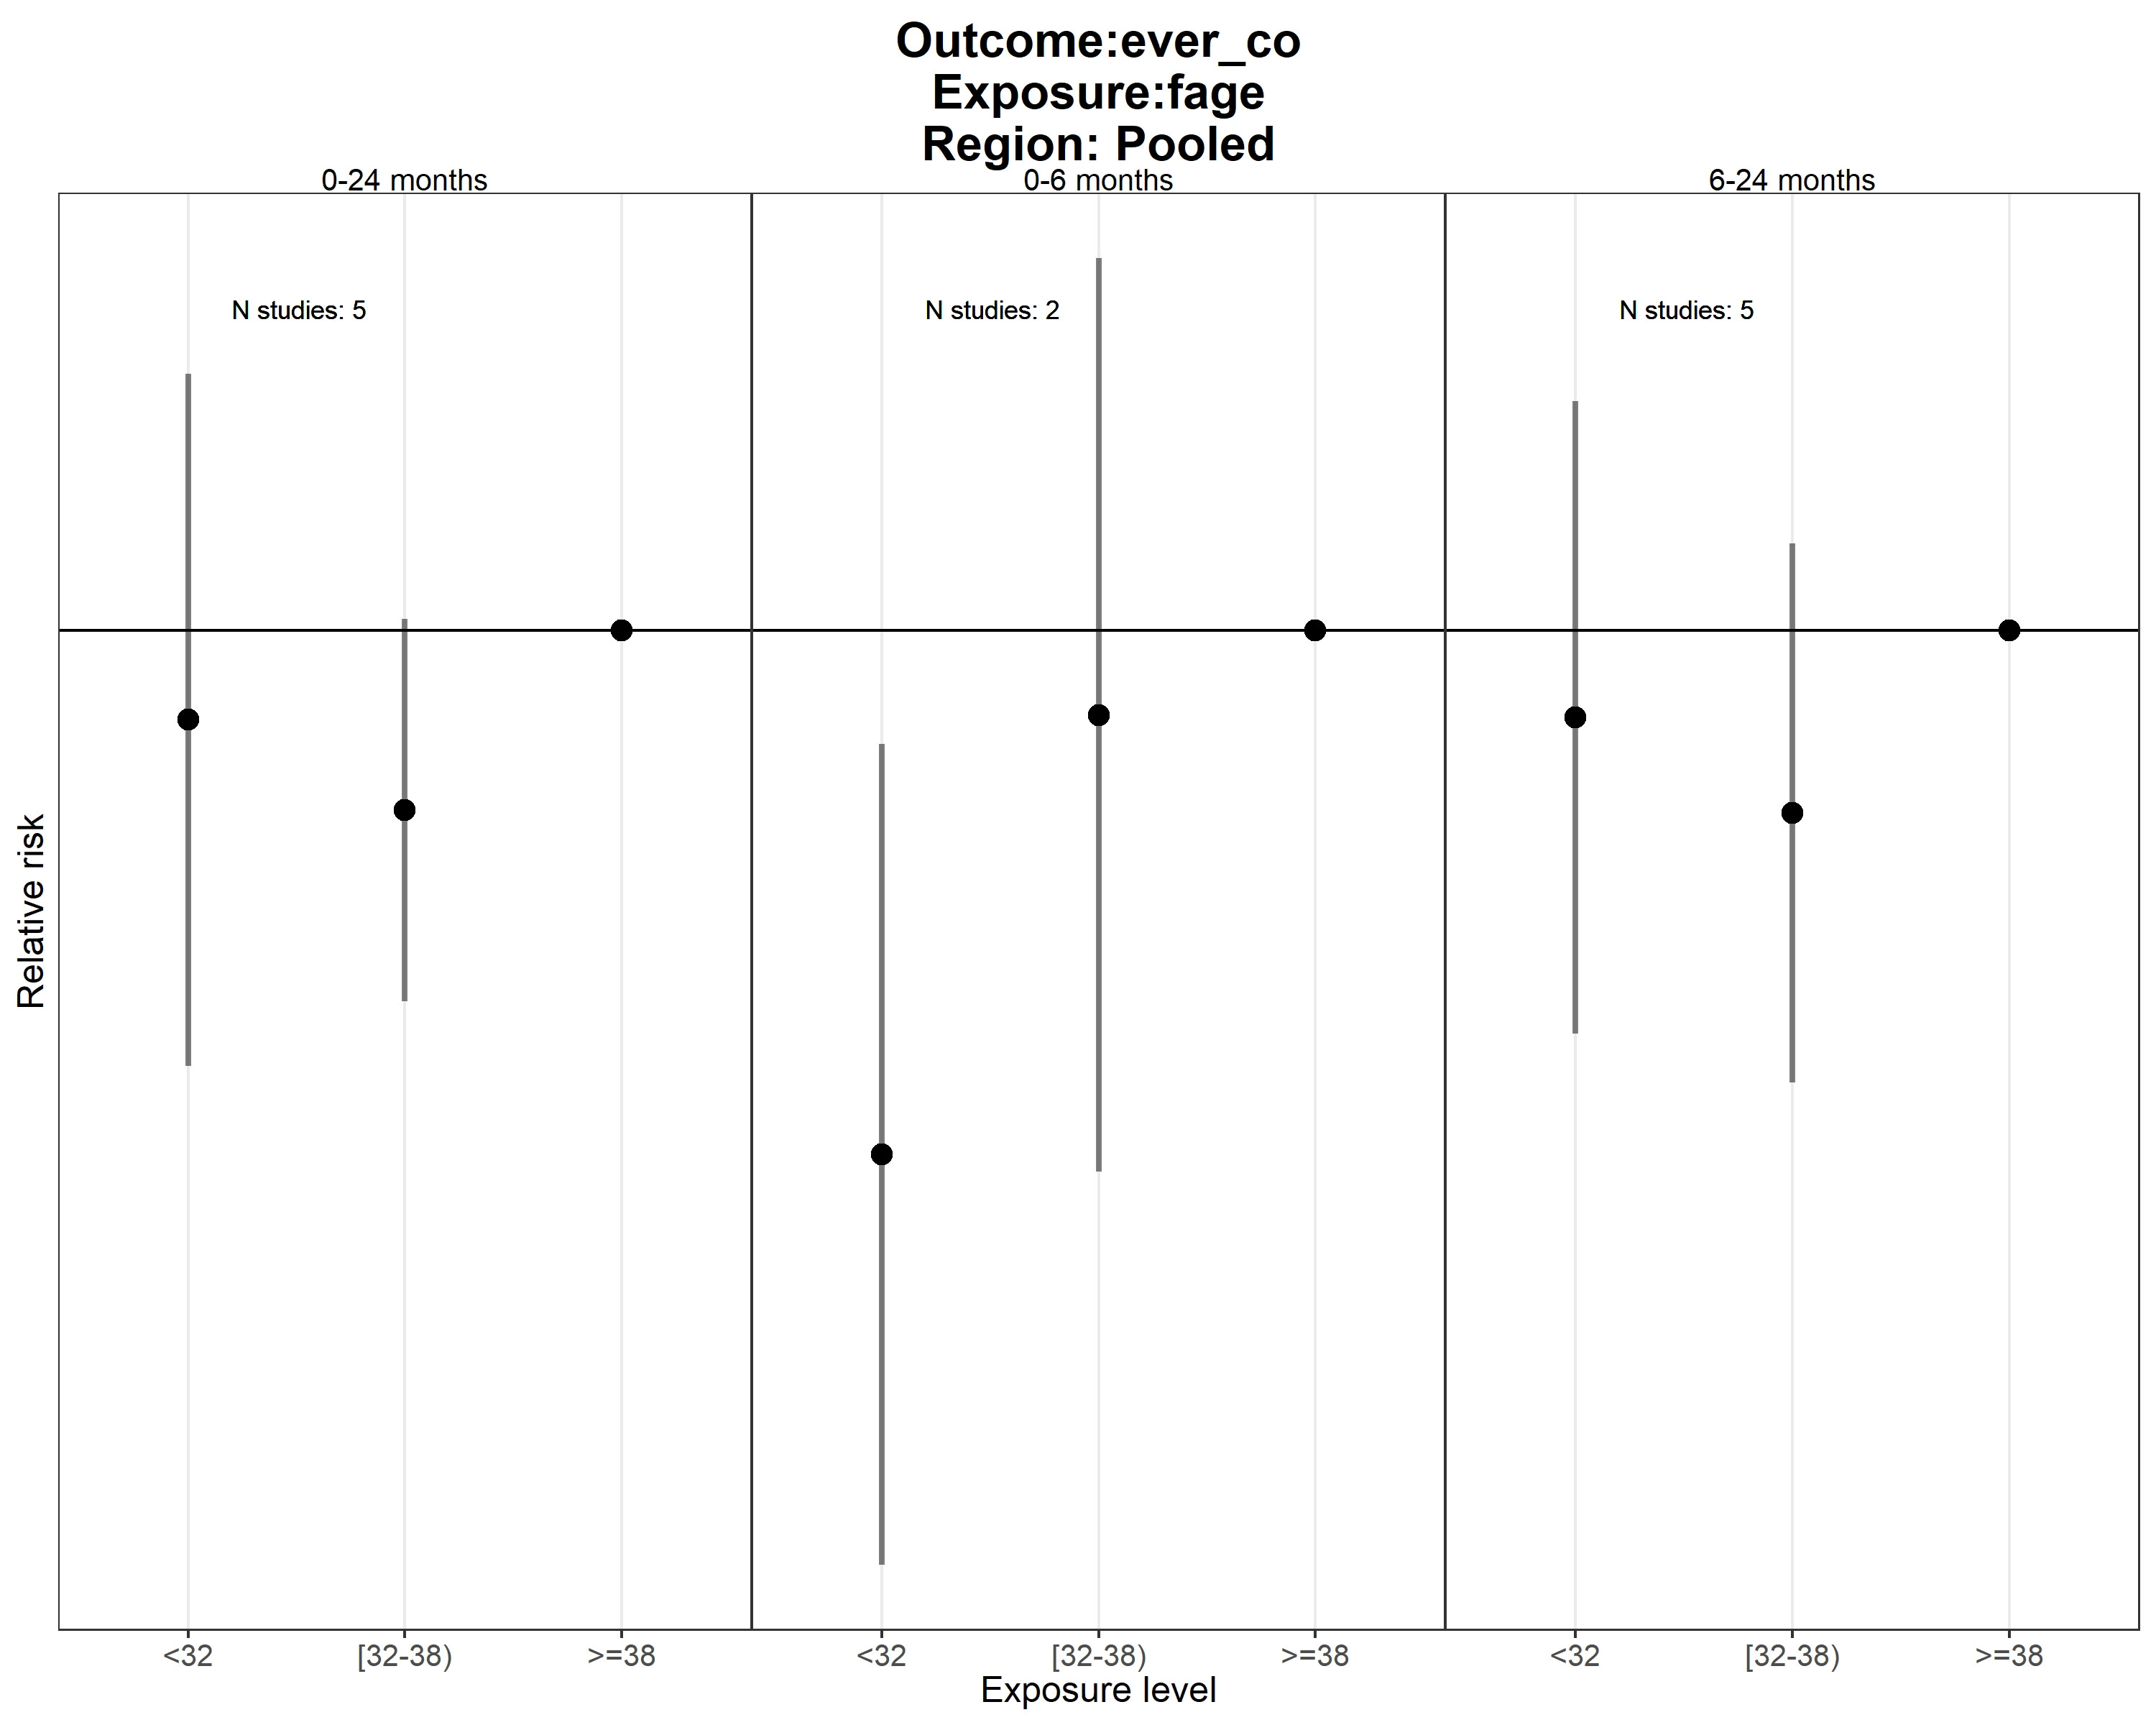 Outcome:ever_co
Exposure:fage
Region: Pooled
0-24 months
0-6 months
6-24 months
N studies: 5
N studies: 2
N studies: 5
Relative risk
<32
[32-38)
>=38
<32
[32-38)
>=38
<32
[32-38)
>=38
Exposure level